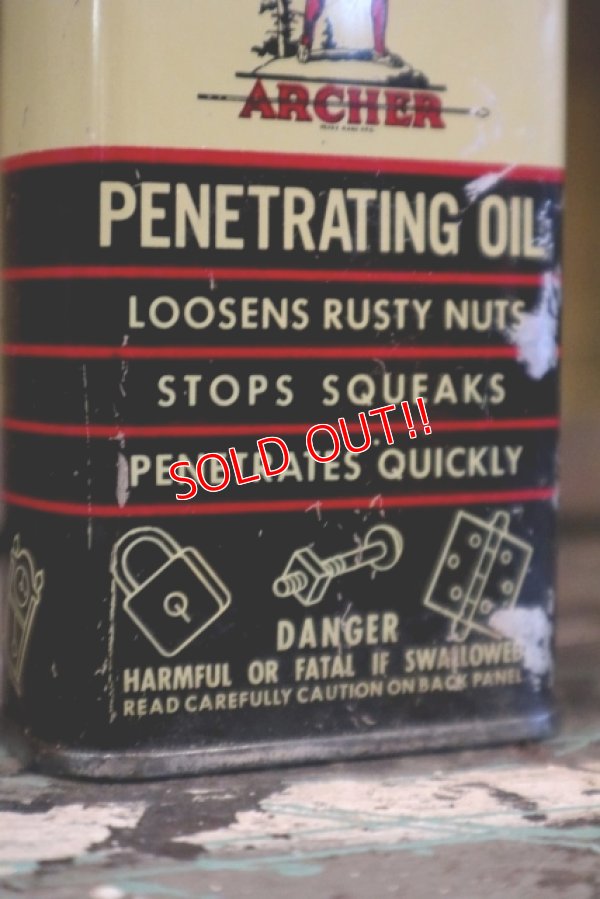 ARCHER
PENETRATING OIL
LOOSENS RUSTY NUTS
STOPS SQUEAKS
PENETRATES QUICKLY
SOLD OUT!!
DANGER
HARMFUL OR FATAL IF SWALLOWED
READ CAREFULLY CAUTION ON BACK PANEL